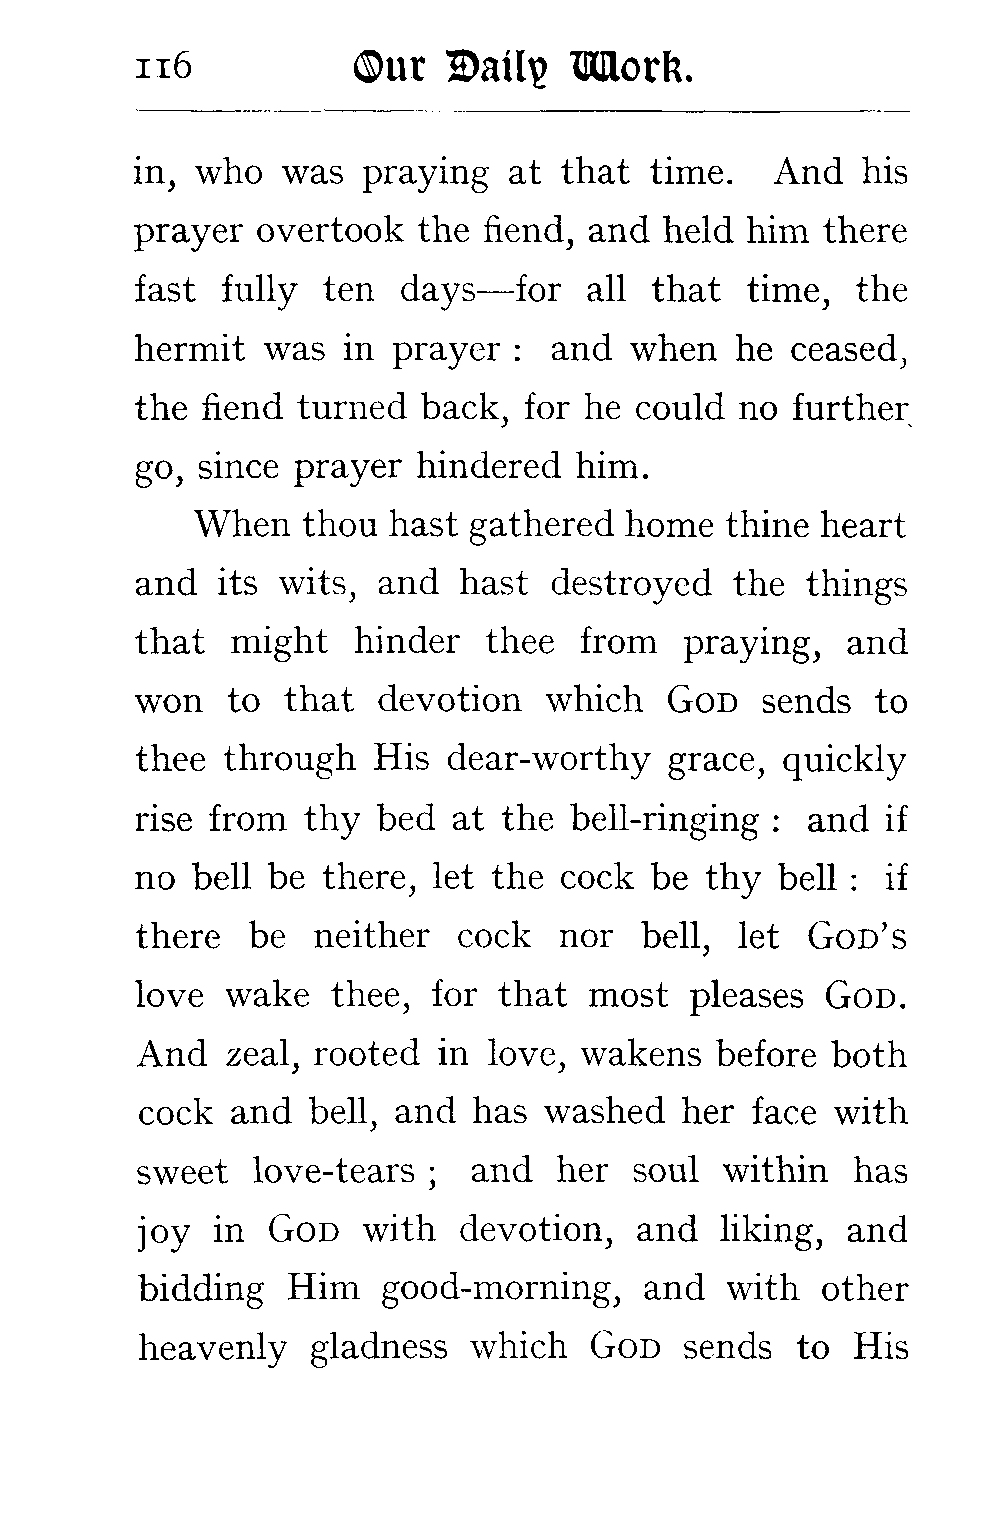 116 Our Daily Work.
in, who was praying at that time. And his
prayer overtook the fiend, and held him there
fast fully ten days—for all that time, the
hermit was in prayer : and when he ceased,
the fiend turned back, for he could no further
go, since prayer hindered him.
When thou hast gathered home thine heart
and its wits, and hast destroyed the things
that might hinder thee from praying, and
won to that devotion which GOD sends to
thee through His dear-worthy grace, quickly
rise from thy bed at the bell-ringing : and if
no bell be there, let the cock be thy bell : if
there be neither cock nor bell, let GOD'S
love wake thee, for that most pleases GOD.
And zeal, rooted in love, wakens before both
cock and bell, and has washed her face with
sweet love-tears ; and her soul within has
joy in GOD with devotion, and liking, and
bidding Him good-morning, and with other
heavenly gladness which GOD sends to His